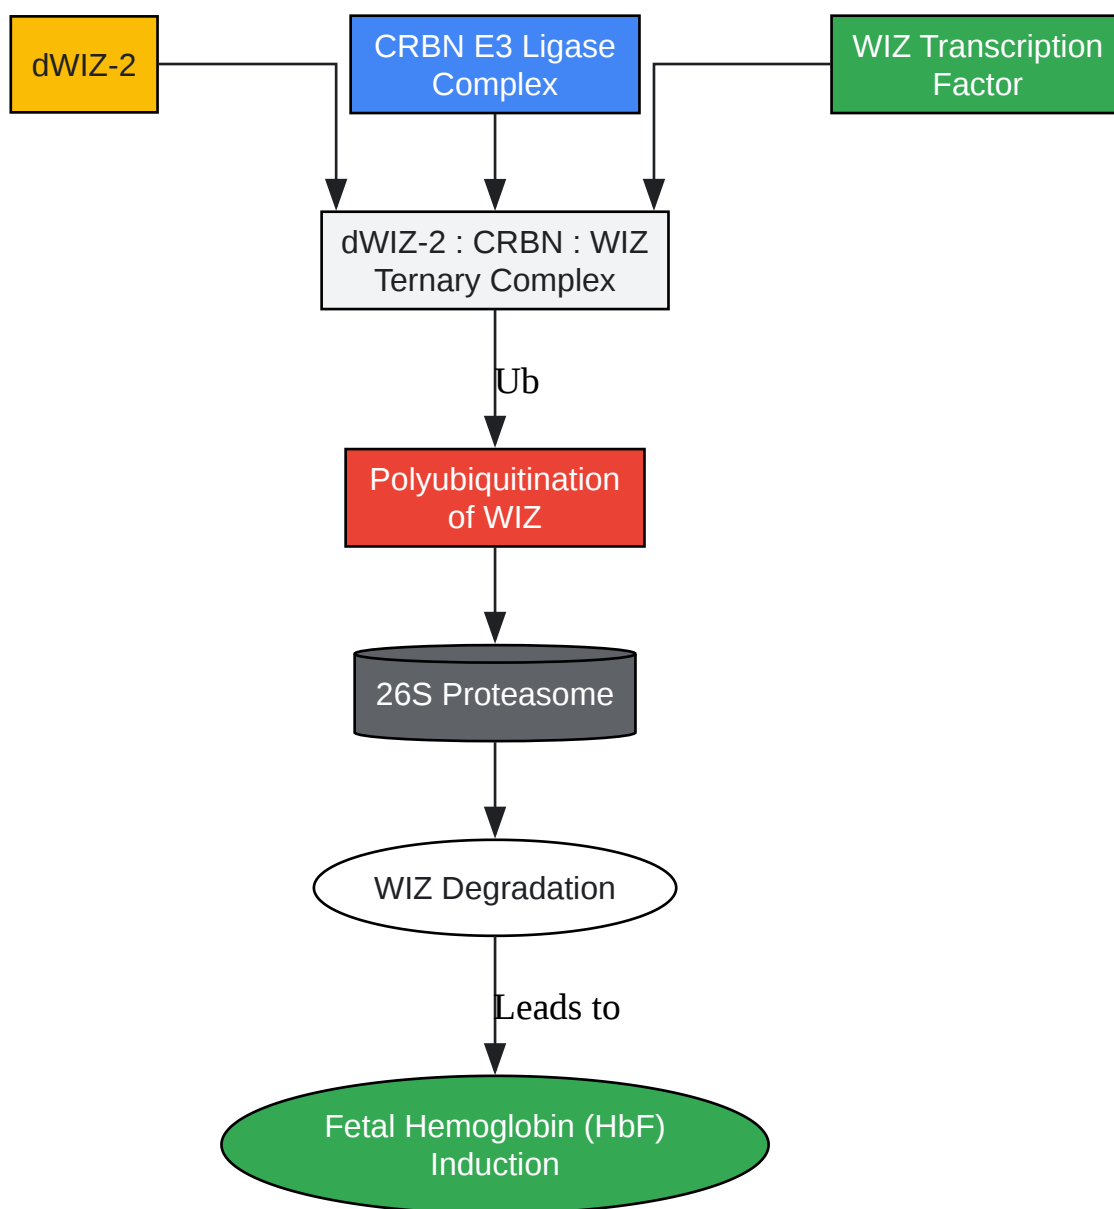 dWIZ-2
CRBN E3 Ligase
Complex
WIZ Transcription
Factor
dWIZ-2 : CRBN : WIZ
Ternary Complex
Ub
Polyubiquitination
of WIZ
26S Proteasome
WIZ Degradation
Leads to
Fetal Hemoglobin (HbF)
Induction